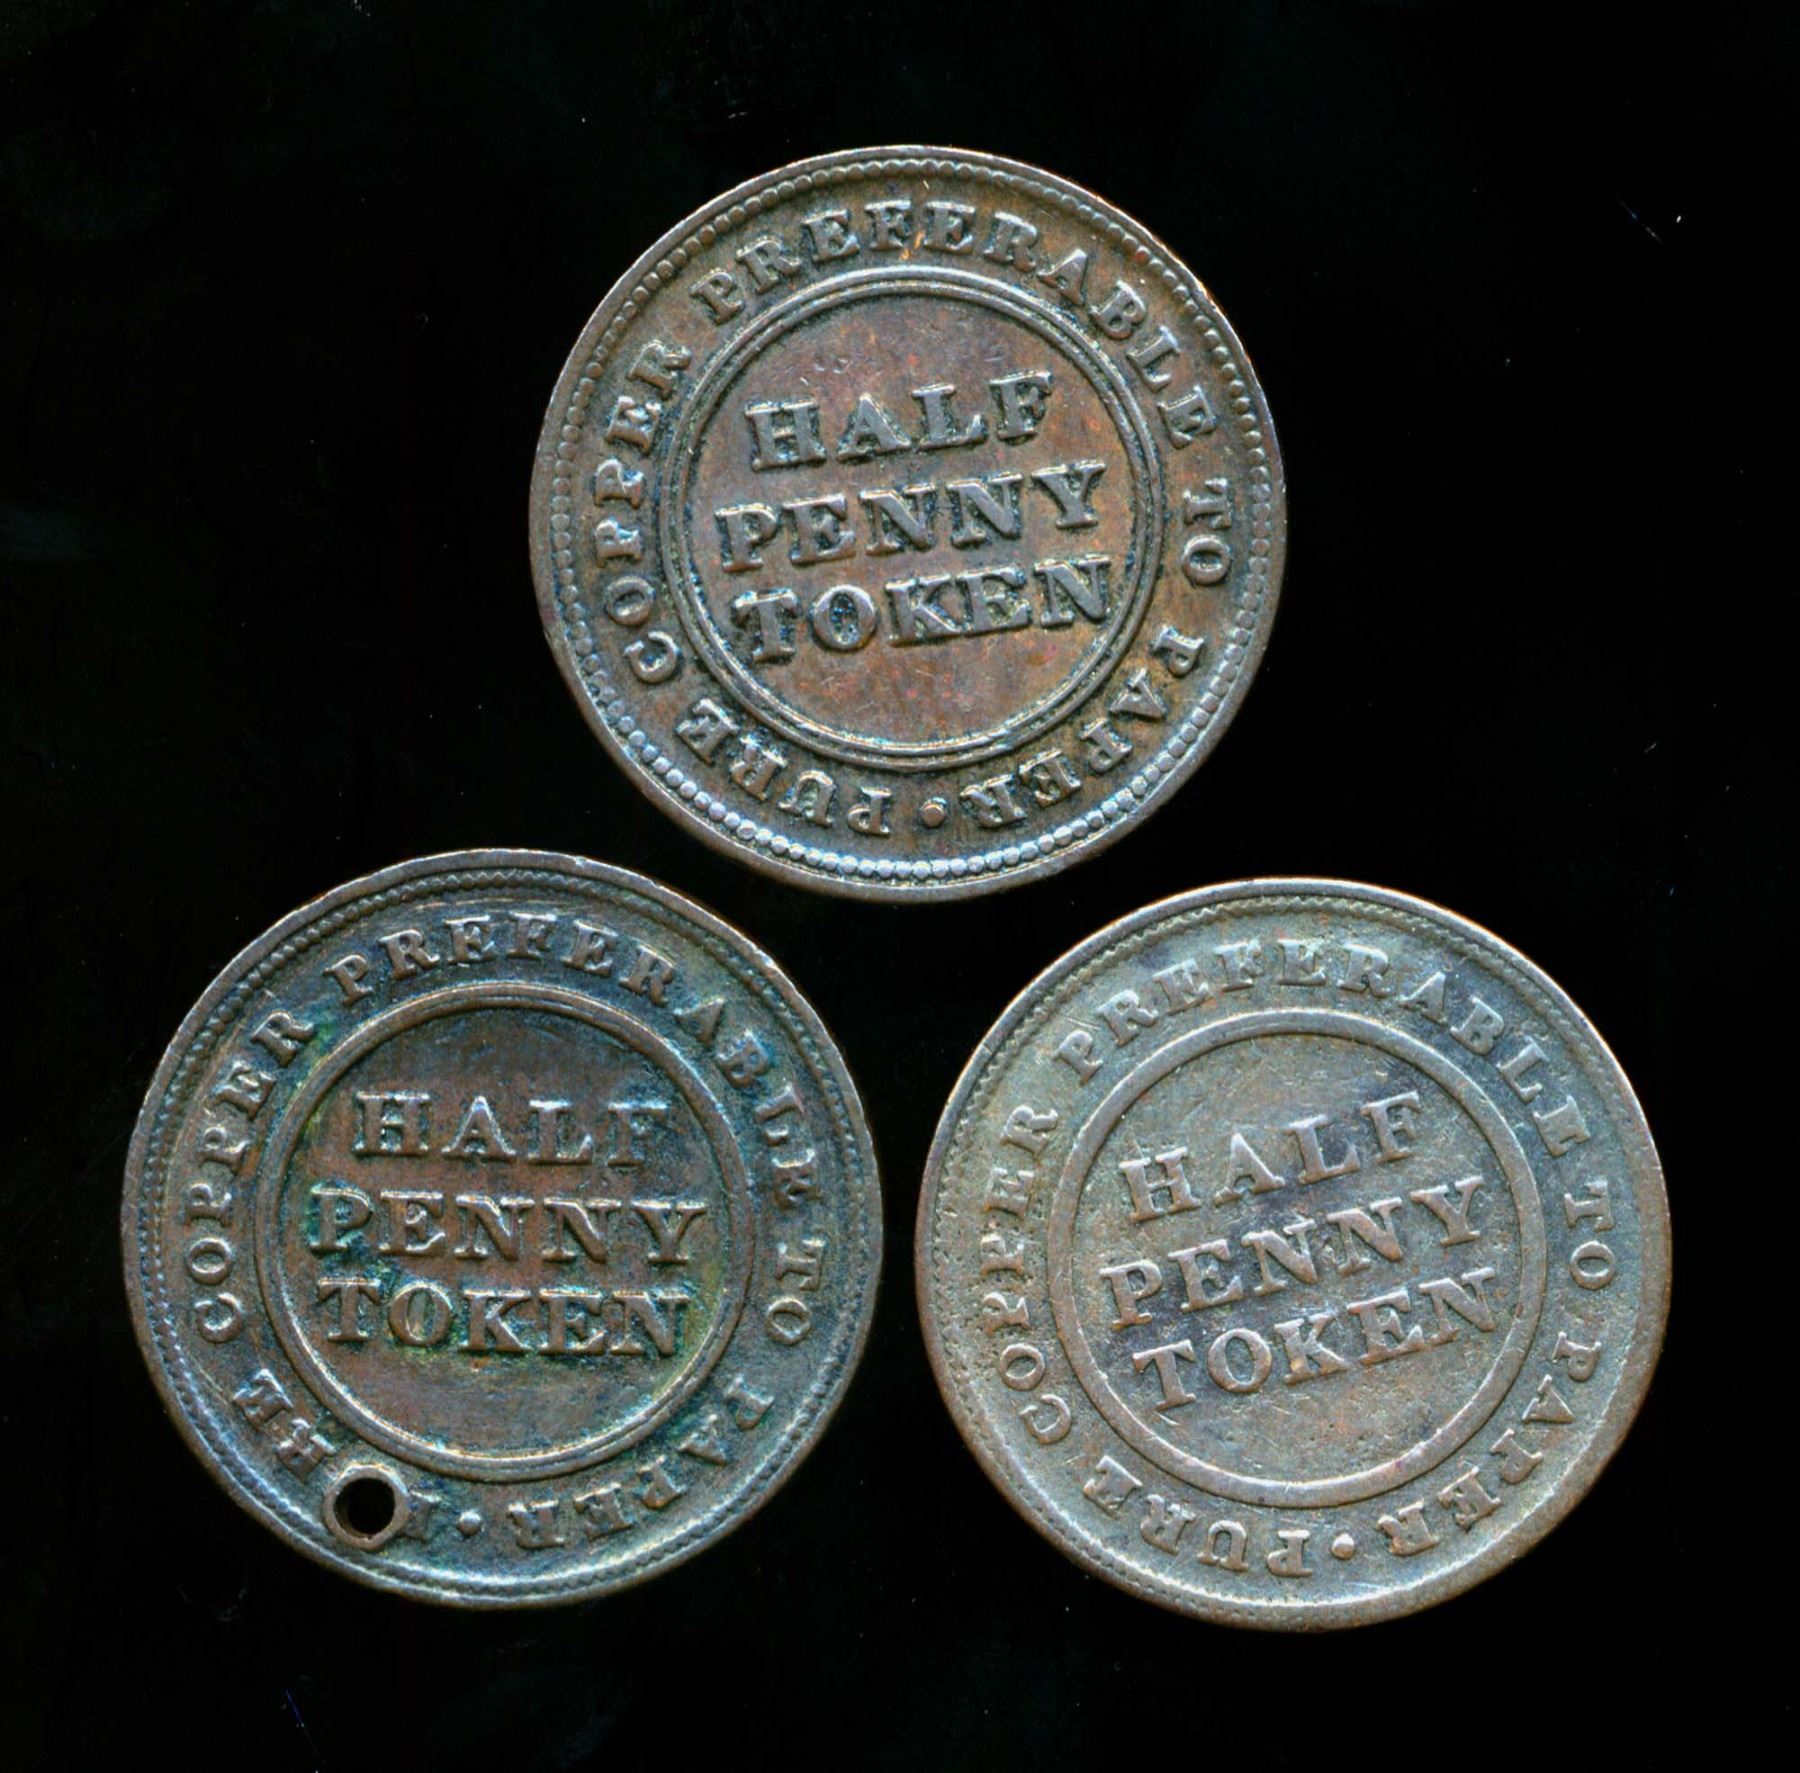 PURE COPPER PREFERABLE TO PAPER •
HALF
PENNY
TOKEN
RE COPPER PREFERABLE TO PAPER •
HALF
PENNY
TOKEN
PURE COPPER PREFERABLE TO PAPER •
HALF
PENNY
TOKEN